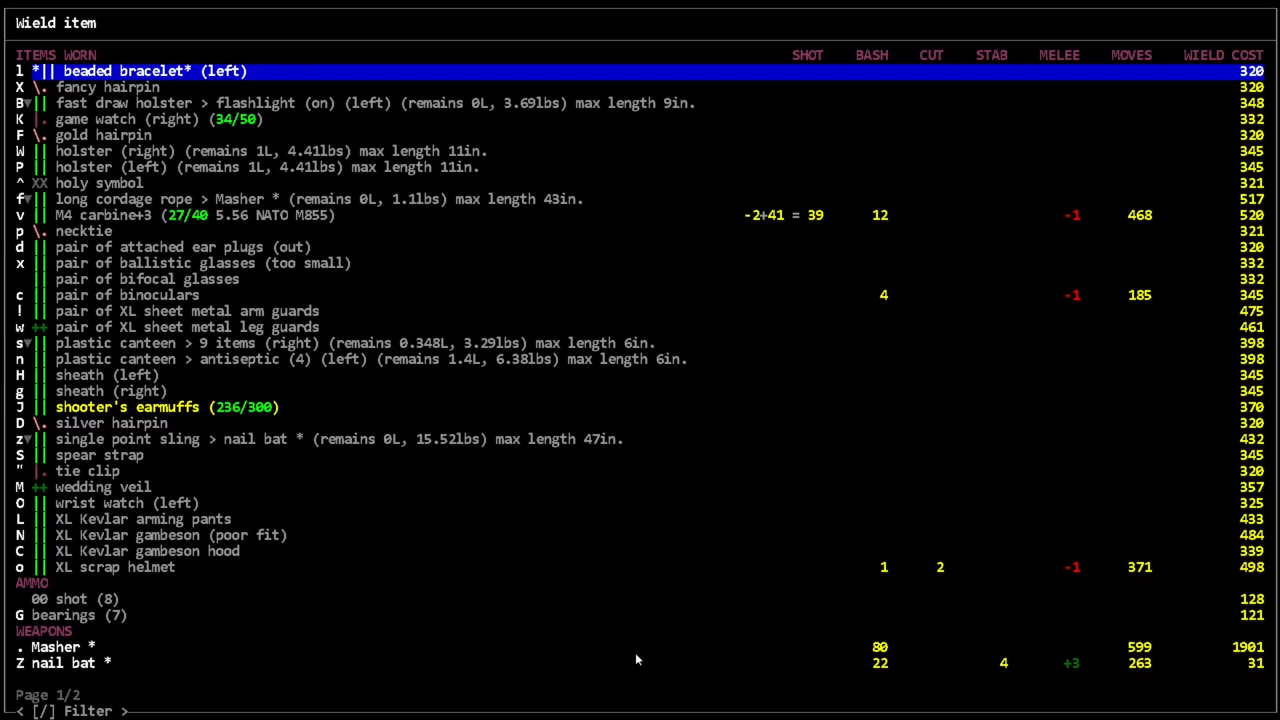 Wield item
ITEMS WORN SHOT BASH CUT STAB MELEE MOVES WIELD COST
l *|| beaded bracelet* (left) 320
X \. fancy hairpin 320
B▼|| fast draw holster > flashlight (on) (left) (remains 0L, 3.69lbs) max length 9in. 348
K |. game watch (right) (34/50) 332
F \. gold hairpin 320
W || holster (right) (remains 1L, 4.41lbs) max length 11in. 345
P || holster (left) (remains 1L, 4.41lbs) max length 11in. 345
^ XX holy symbol 321
f▼|| long cordage rope > Masher * (remains 0L, 1.1lbs) max length 43in. 517
v || M4 carbine+3 (27/40 5.56 NATO M855) -2+41 = 39 12 -1 468 520
p \. necktie 321
d || pair of attached ear plugs (out) 320
x || pair of ballistic glasses (too small) 332
|| pair of bifocal glasses 332
c || pair of binoculars 4 -1 185 345
! || pair of XL sheet metal arm guards 475
w ++ pair of XL sheet metal leg guards 461
s▼|| plastic canteen > 9 items (right) (remains 0.348L, 3.29lbs) max length 6in. 398
n || plastic canteen > antiseptic (4) (left) (remains 1.4L, 6.38lbs) max length 6in. 398
H || sheath (left) 345
g || sheath (right) 345
J || shooter's earmuffs (236/300) 370
D \. silver hairpin 320
z▼|| single point sling > nail bat * (remains 0L, 15.52lbs) max length 47in. 432
S || spear strap 345
" |. tie clip 320
M ++ wedding veil 357
O || wrist watch (left) 325
L || XL Kevlar arming pants 433
N || XL Kevlar gambeson (poor fit) 484
C || XL Kevlar gambeson hood 339
o || XL scrap helmet 1 2 -1 371 498
AMMO
00 shot (8) 128
G bearings (7) 121
WEAPONS
. Masher * 80 599 1901
Z nail bat * 22 4 +3 263 31
Page 1/2
< [/] Filter >